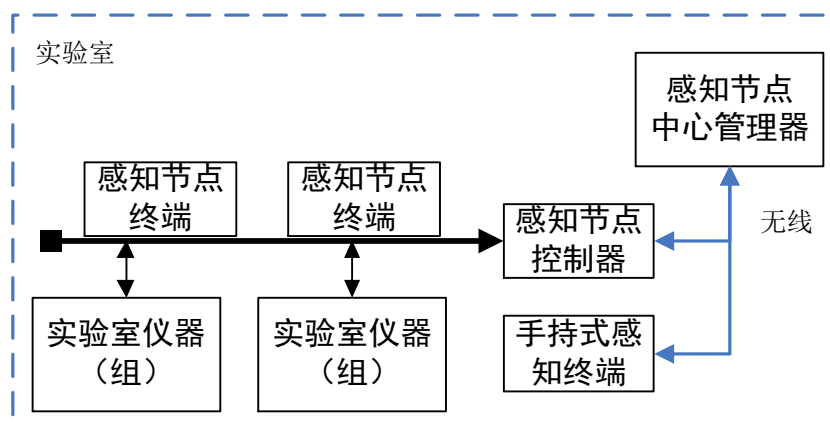 实验室
感知节点
中心管理器
感知节点
终端
感知节点
终端
感知节点
控制器
无线
实验室仪器
（组）
实验室仪器
（组）
手持式感
知终端